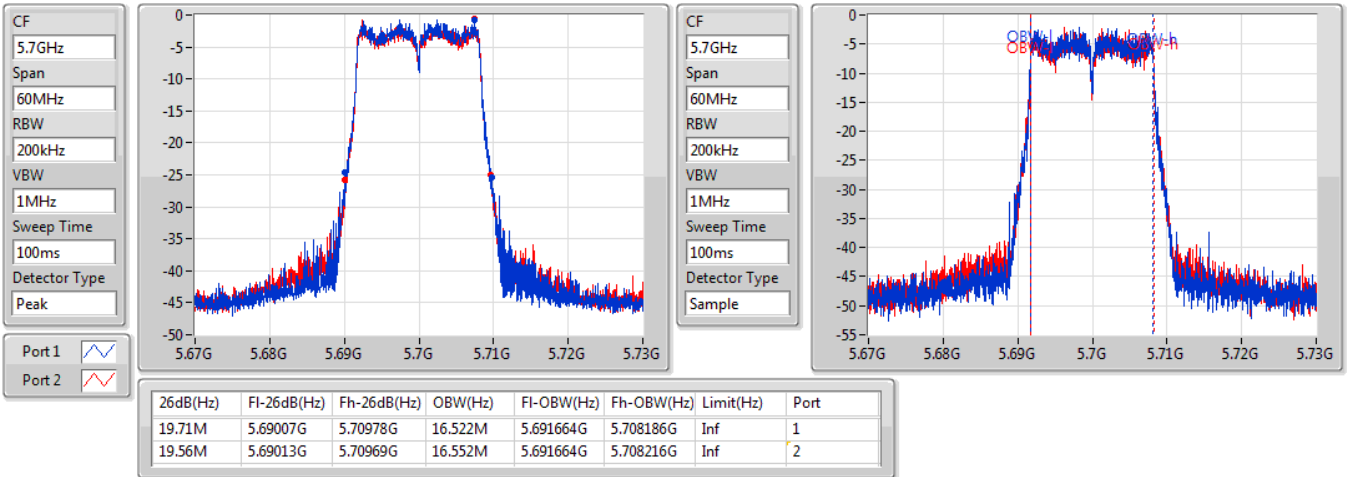 CF
5.7GHz
Span
60MHz
RBW
200kHz
VBW
1MHz
Sweep Time
100ms
Detector Type
Peak
0
-5
-10
-15
-20
-25
-30
-35
-40
-45
-50
5.67G 5.68G 5.69G 5.7G 5.71G 5.72G 5.73G
CF
5.7GHz
Span
60MHz
RBW
200kHz
VBW
1MHz
Sweep Time
100ms
Detector Type
Sample
0
-5
-10
-15
-20
-25
-30
-35
-40
-45
-50
-55
OBW-h
OBW-h
5.67G 5.68G 5.69G 5.7G 5.71G 5.72G 5.73G
Port 1
Port 2
26dB(Hz) Fl-26dB(Hz) Fh-26dB(Hz) OBW(Hz) Fl-OBW(Hz) Fh-OBW(Hz) Limit(Hz) Port
19.71M 5.69007G 5.70978G 16.522M 5.691664G 5.708186G Inf 1
19.56M 5.69013G 5.70969G 16.552M 5.691664G 5.708216G Inf 2